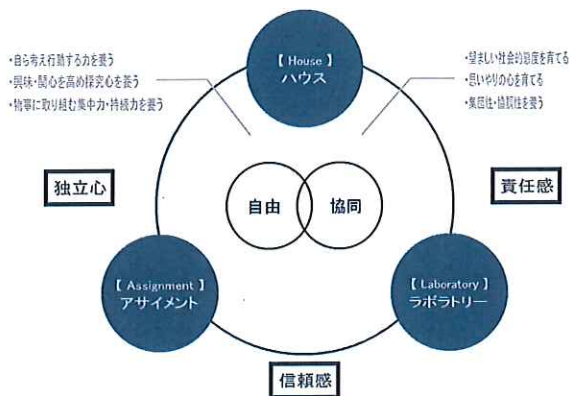 【 House 】
ハウス
・自ら考え行動する力を養う
・興味・関心を高め探究心を養う
・物事に取り組む集中力・持続力を養う
・望ましい社会的態度を育てる
・思いやりの心を育てる
・集団性・協調性を養う
独立心
自由
協同
責任感
【 Assignment 】
アサイメント
【 Laboratory 】
ラボラトリー
信頼感